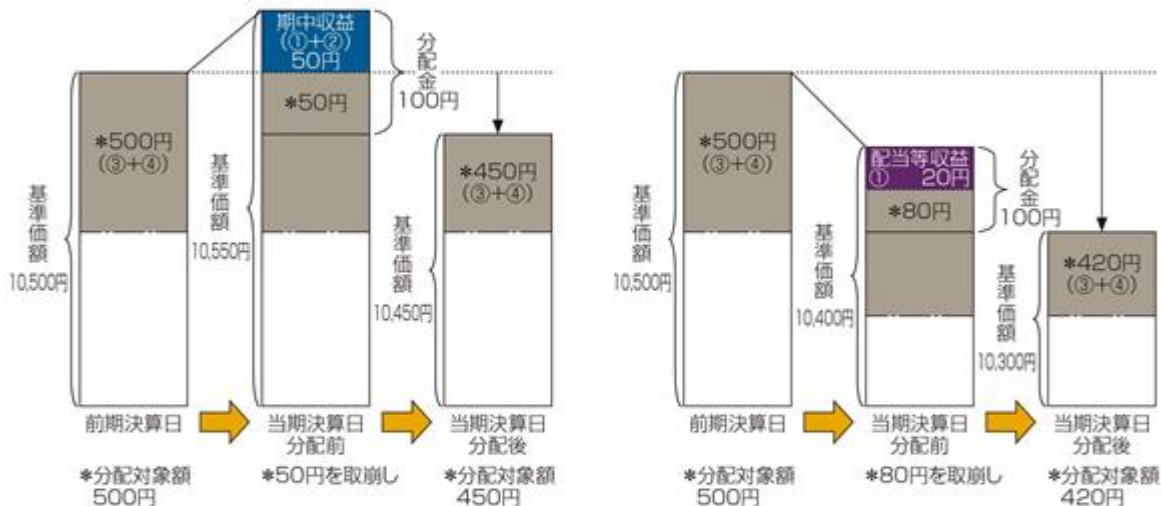 期中収益
(①+②)
50円
*50円
分配金
100円
*500円
(③+④)
*450円
(③+④)
基準価額
10,500円
基準価額
10,550円
基準価額
10,450円
前期決算日
当期決算日
分配前
当期決算日
分配後
*分配対象額
500円
*50円を取崩し
*分配対象額
450円
*500円
(③+④)
配当等収益
① 20円
*80円
分配金
100円
*420円
(③+④)
基準価額
10,500円
基準価額
10,400円
基準価額
10,300円
前期決算日
当期決算日
分配前
当期決算日
分配後
*分配対象額
500円
*80円を取崩し
*分配対象額
420円